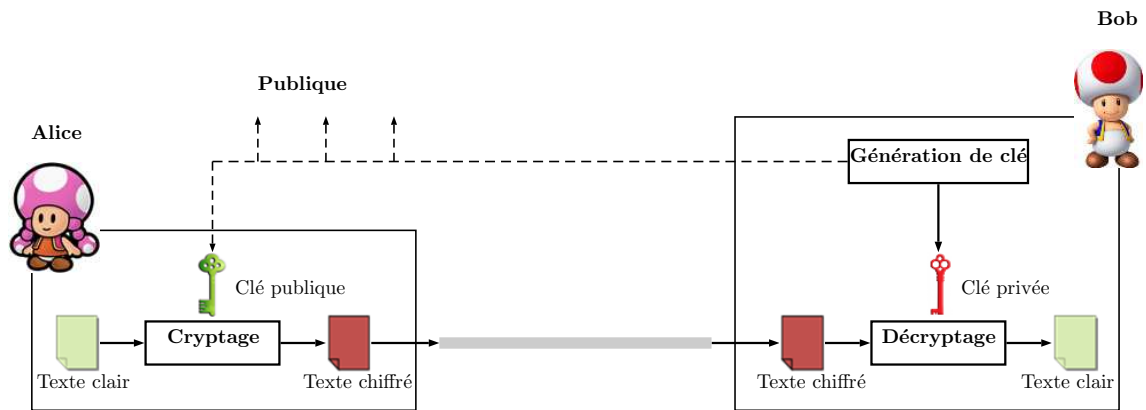 Bob
Publique
Alice
Génération de clé
Clé publique
Clé privée
Cryptage
Décryptage
Texte clair
Texte chiffré
Texte chiffré
Texte clair